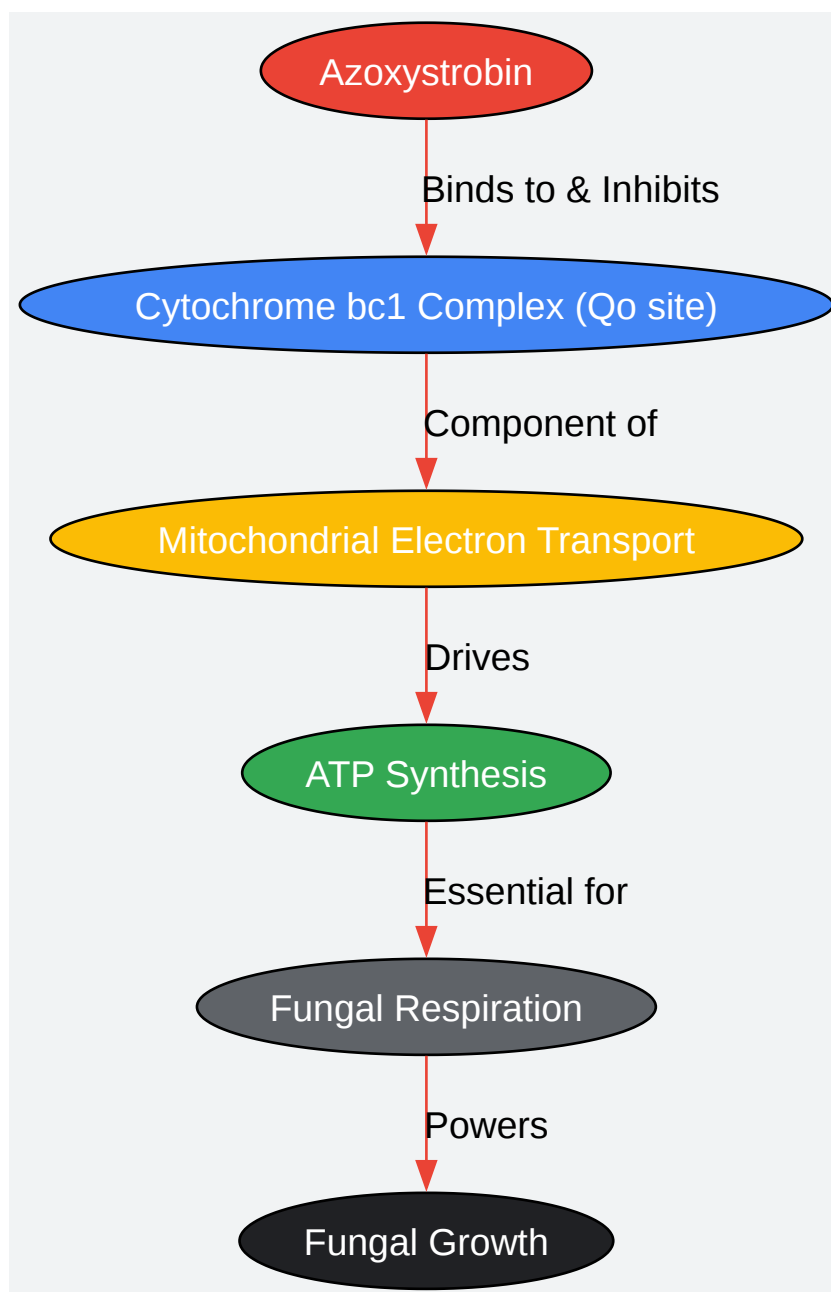 Azoxystrobin
Binds to & Inhibits
Cytochrome bc1 Complex (Qo site)
Component of
Mitochondrial Electron Transport
Drives
ATP Synthesis
Essential for
Fungal Respiration
Powers
Fungal Growth